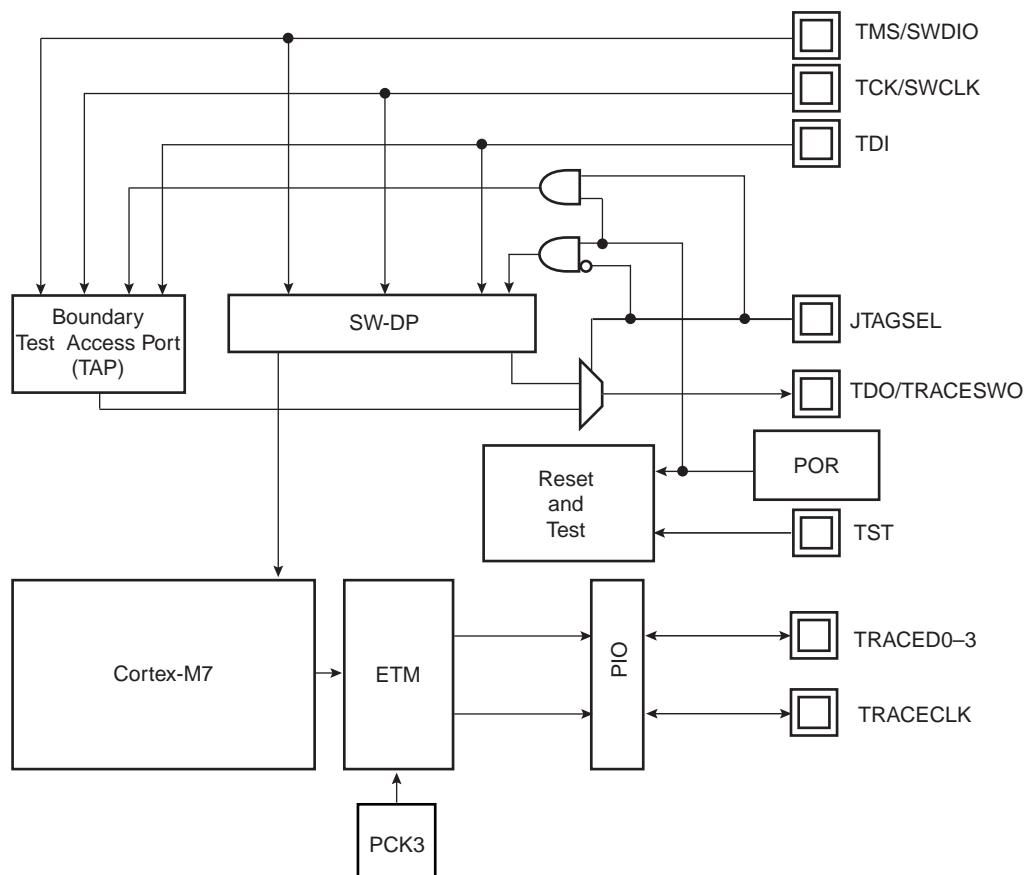 TMS/SWDIO
TCK/SWCLK
TDI
Boundary
Test Access Port
(TAP)
SW-DP
JTAGSEL
TDO/TRACESWO
Reset
and
Test
POR
TST
Cortex-M7
ETM
PIO
TRACED0–3
TRACECLK
PCK3